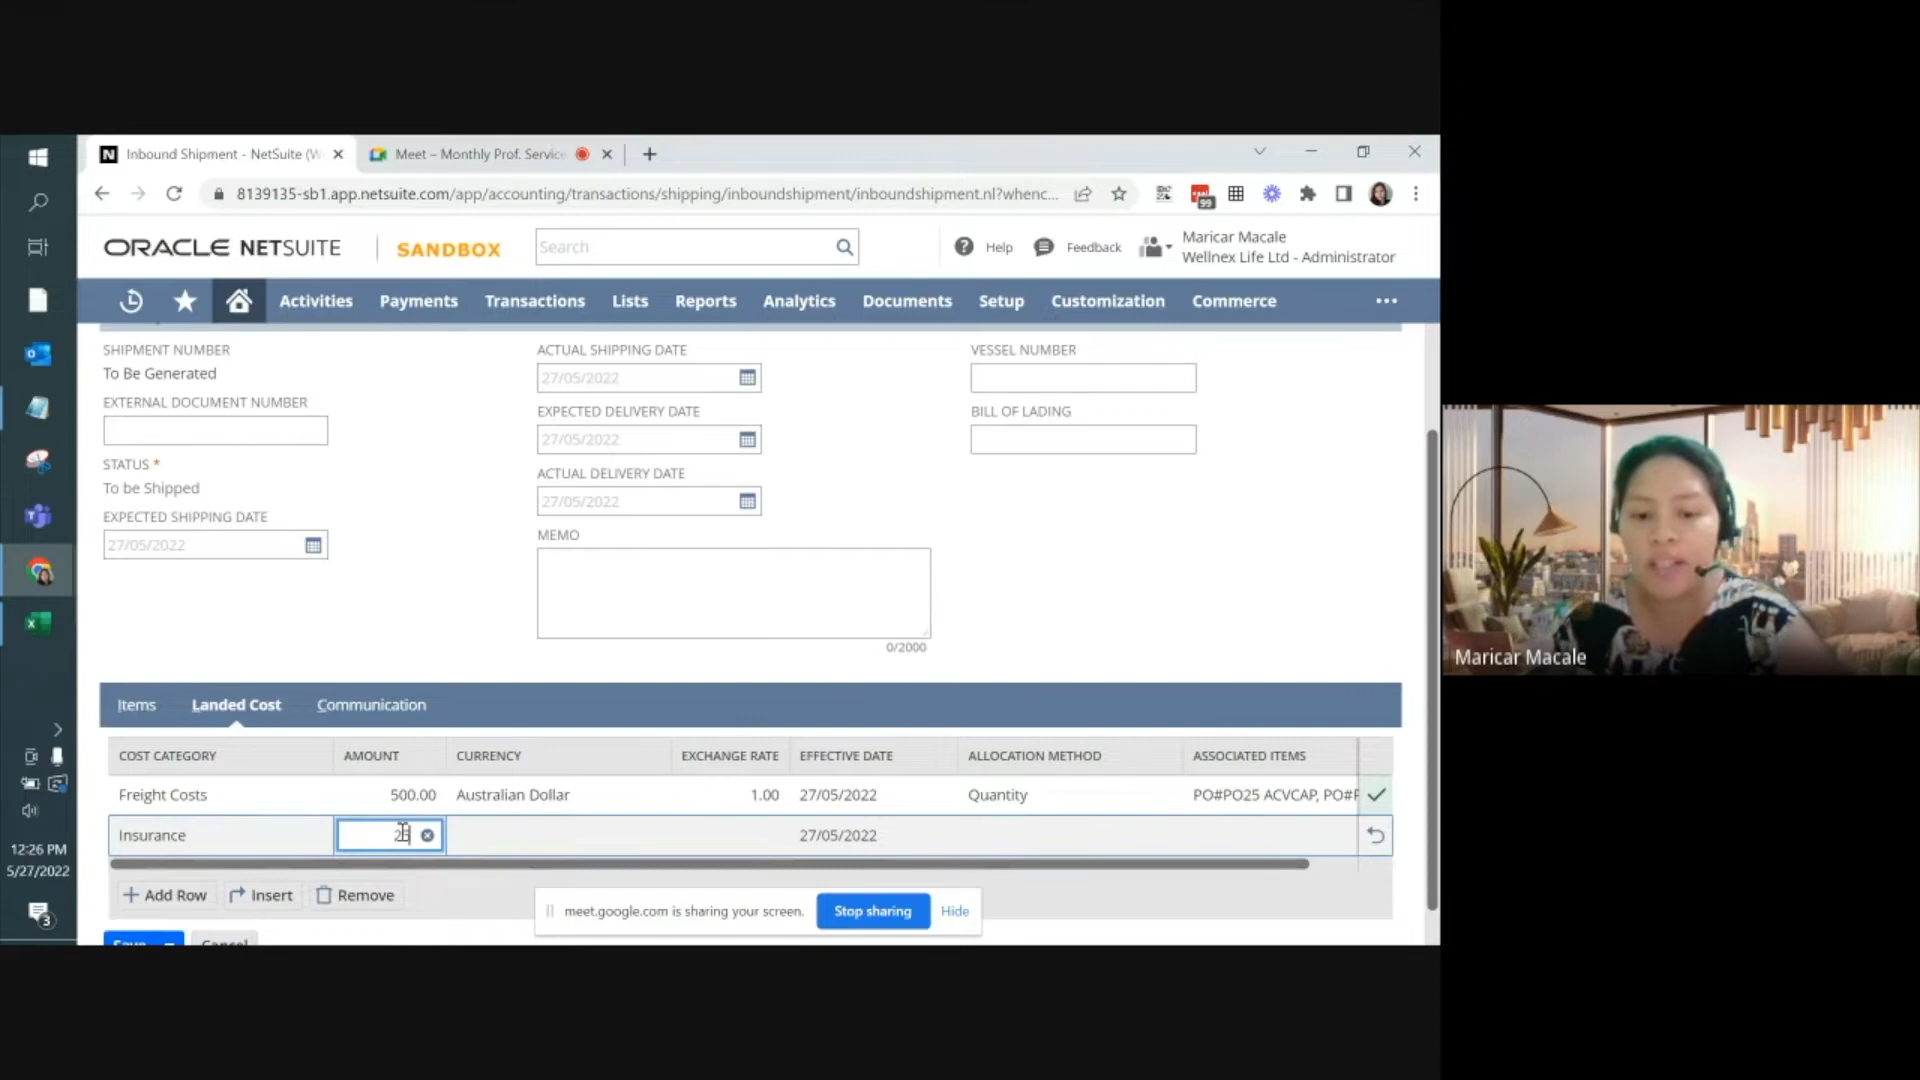 Inbound Shipment - NetSuite (W
Meet – Monthly Prof. Service
8139135-sb1.app.netsuite.com/app/accounting/transactions/shipping/inboundshipment/inboundshipment.nl?whenc...
99
ORACLE NETSUITE
SANDBOX
Search
Help
Feedback
Maricar Macale
Wellnex Life Ltd - Administrator
Activities
Payments
Transactions
Lists
Reports
Analytics
Documents
Setup
Customization
Commerce
SHIPMENT NUMBER
To Be Generated
EXTERNAL DOCUMENT NUMBER
STATUS *
To be Shipped
EXPECTED SHIPPING DATE
27/05/2022
ACTUAL SHIPPING DATE
27/05/2022
EXPECTED DELIVERY DATE
27/05/2022
ACTUAL DELIVERY DATE
27/05/2022
MEMO
0/2000
VESSEL NUMBER
BILL OF LADING
Items
Landed Cost
Communication
COST CATEGORY AMOUNT CURRENCY EXCHANGE RATE EFFECTIVE DATE ALLOCATION METHOD ASSOCIATED ITEMS
Freight Costs 500.00 Australian Dollar 1.00 27/05/2022 Quantity PO#PO25 ACVCAP, PO#P
Insurance 27/05/2022
Add Row
Insert
Remove
meet.google.com is sharing your screen.
Stop sharing
Hide
Save
Cancel
12:26 PM
5/27/2022
3
Maricar Macale